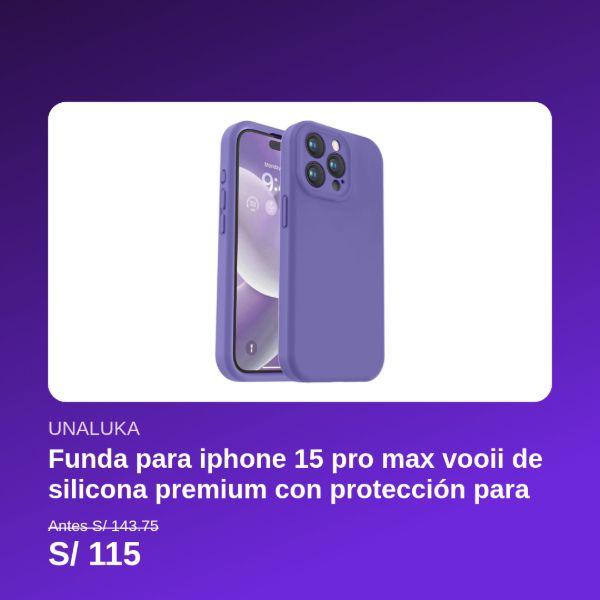 UNALUKA
Funda para iphone 15 pro max vooii de
silicona premium con protección para
Antes S/ 143.75
S/ 115